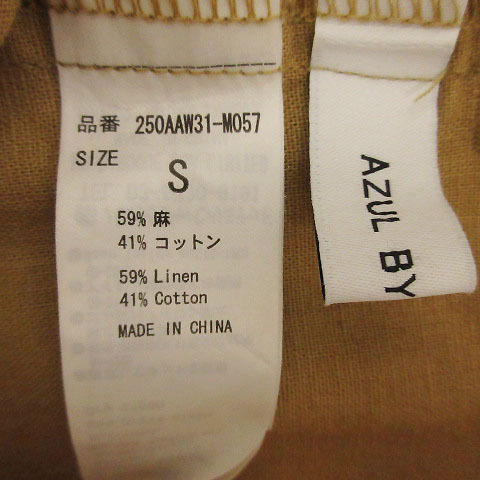 品番 250AAW31-M057
SIZE S
59% 麻
41% コットン
59% Linen
41% Cotton
MADE IN CHINA
AZUL BY